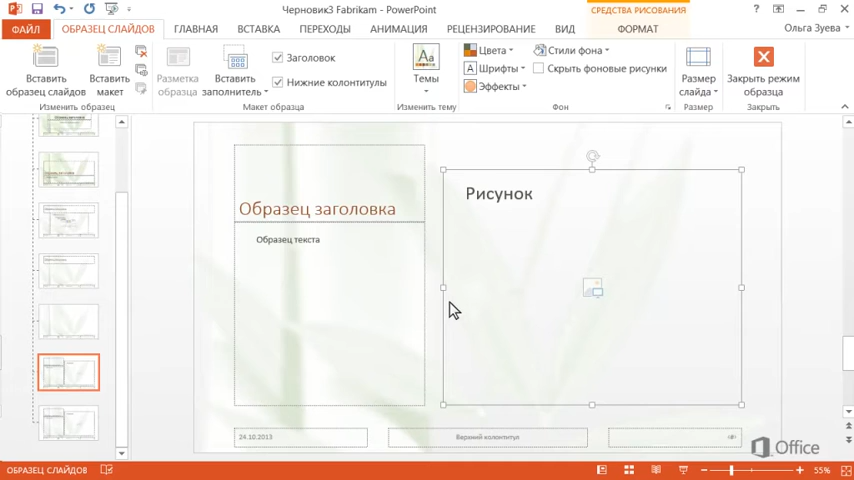 Черновик3 Fabrikam - PowerPoint
СРЕДСТВА РИСОВАНИЯ
ФАЙЛ ОБРАЗЕЦ СЛАЙДОВ ГЛАВНАЯ ВСТАВКА ПЕРЕХОДЫ АНИМАЦИЯ РЕЦЕНЗИРОВАНИЕ ВИД ФОРМАТ Ольга Зуева
Вставить образец слайдов
Вставить макет
Изменить образец
Разметка образца
Вставить заполнитель
Заголовок
Нижние колонтитулы
Макет образца
Темы
Изменить тему
Цвета
Шрифты
Эффекты
Стили фона
Скрыть фоновые рисунки
Фон
Размер слайда
Размер
Закрыть режим образца
Закрыть
Образец заголовка
Образец текста
Рисунок
24.10.2013
Верхний колонтитул
‹#›
Office
ОБРАЗЕЦ СЛАЙДОВ
55%